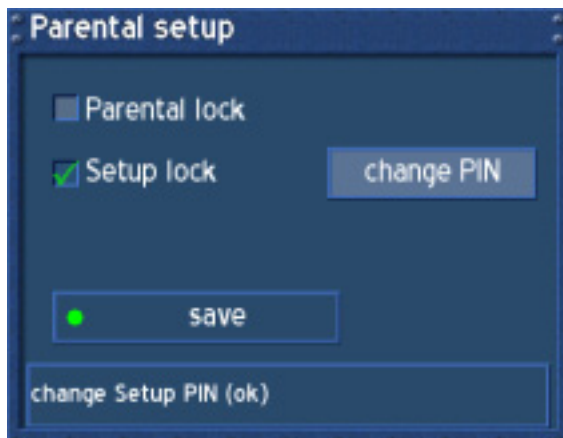 Parental setup
Parental lock
Setup lock
change PIN
save
change Setup PIN (ok)